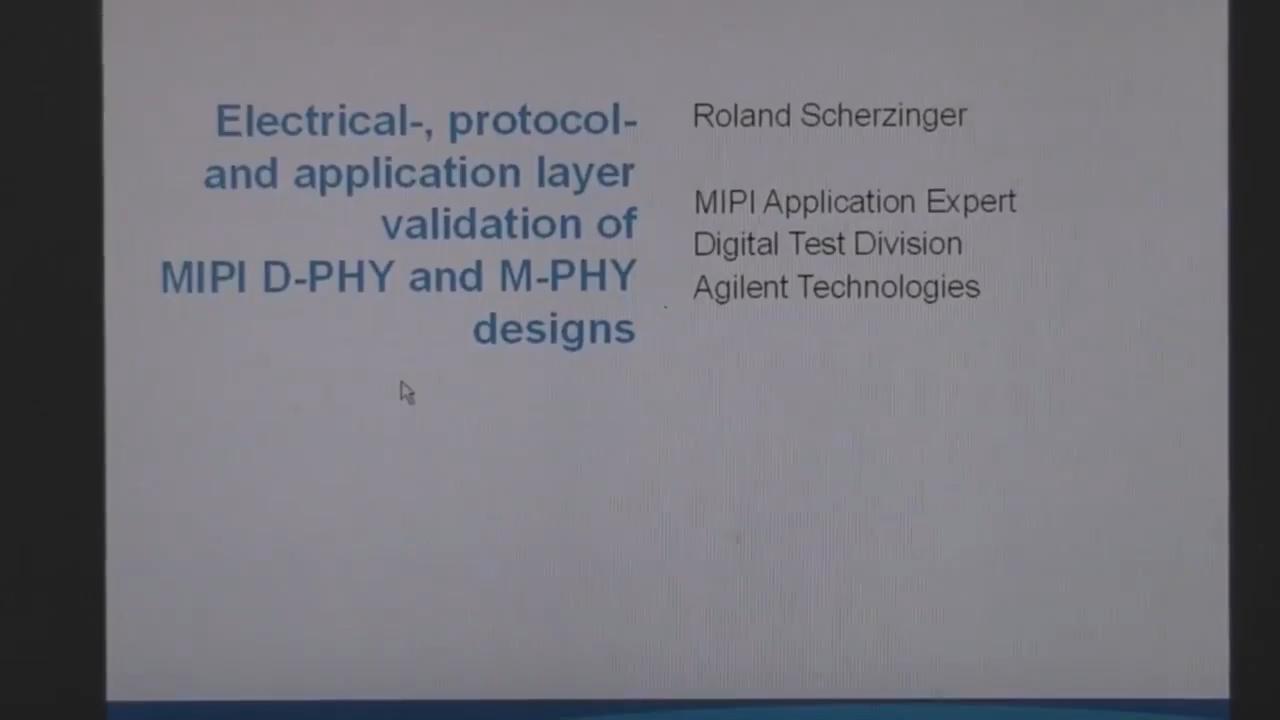 Electrical-, protocol-
and application layer
validation of
MIPI D-PHY and M-PHY
designs
Roland Scherzinger
MIPI Application Expert
Digital Test Division
Agilent Technologies